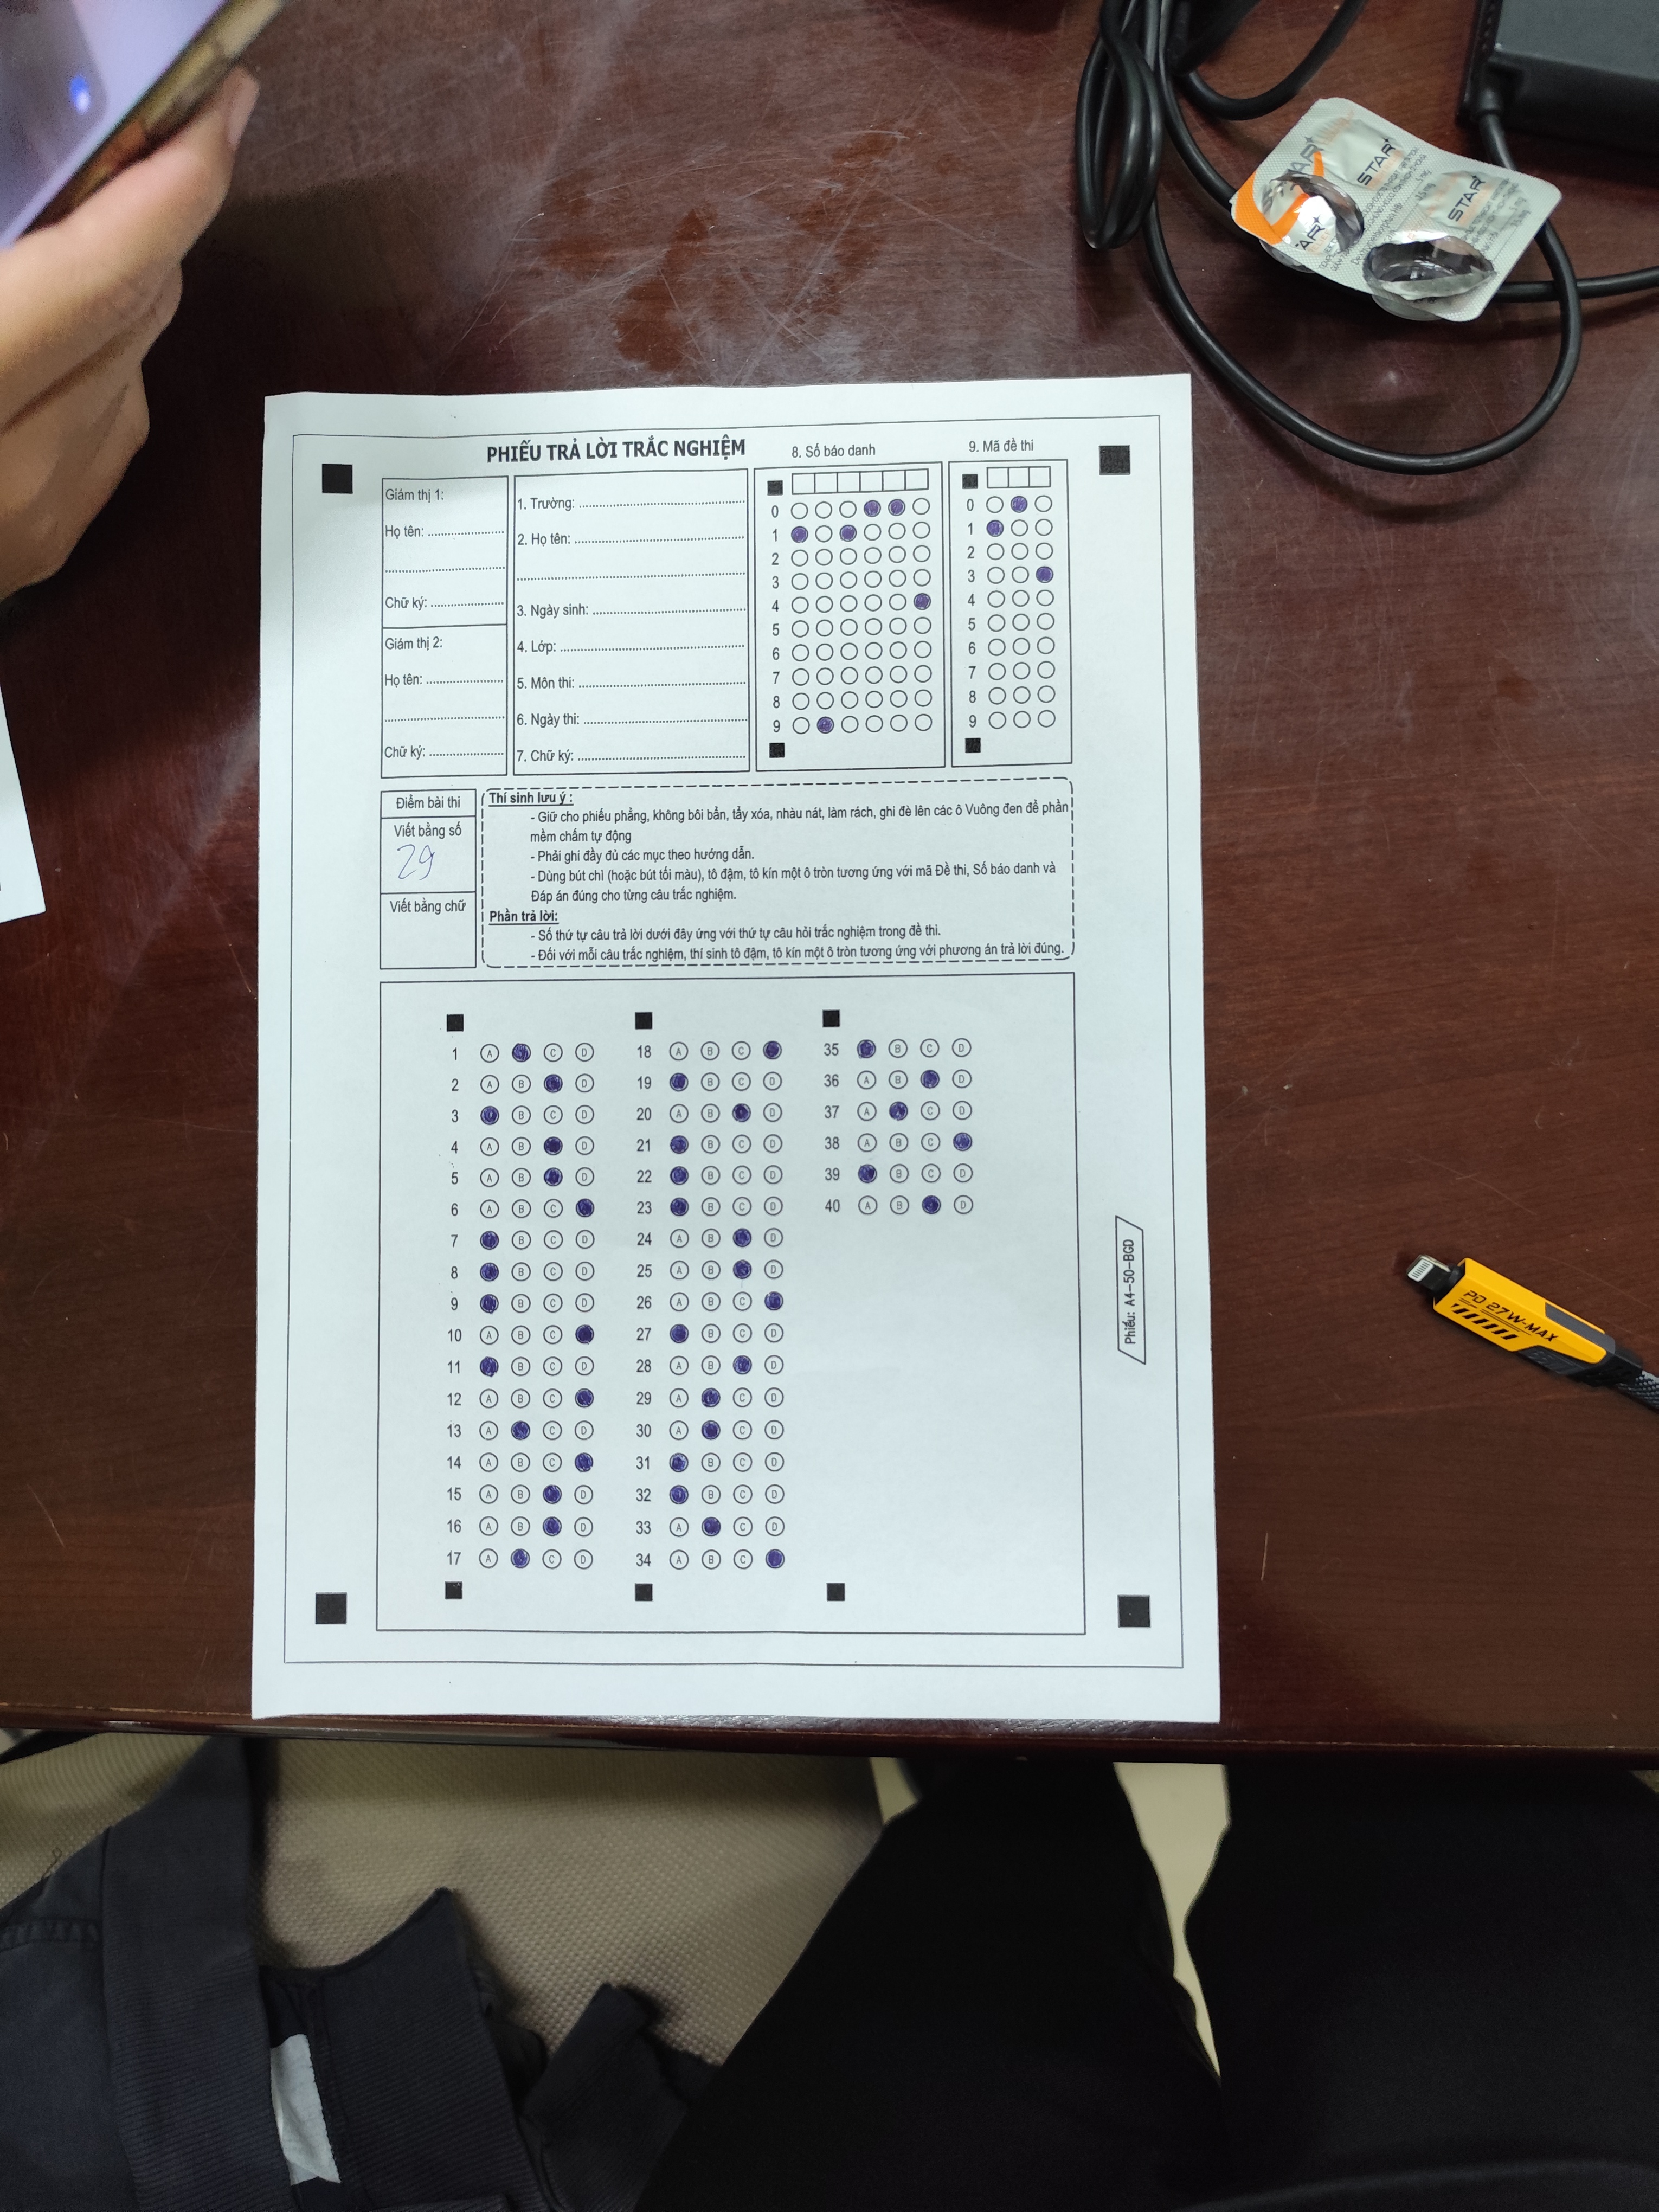 PHIẾU TRẢ LỜI TRẮC NGHIỆM
8. Số báo danh
9. Mã đề thi
Giám thị 1:
Họ tên:
Chữ ký:
Giám thị 2:
Họ tên:
Chữ ký:
1. Trường:
2. Họ tên:
3. Ngày sinh:
4. Lớp:
5. Môn thi:
6. Ngày thi:
7. Chữ ký:
0 0
1 1
2 2
3 3
4 4
5 5
6 6
7 7
8 8
9 9
Điểm bài thi
Viết bằng số
29
Viết bằng chữ
Thí sinh lưu ý :
- Giữ cho phiếu phẳng, không bôi bẩn, tẩy xóa, nhàu nát, làm rách, ghi đè lên các ô Vuông đen để phần
mềm chấm tự động
- Phải ghi đầy đủ các mục theo hướng dẫn.
- Dùng bút chì (hoặc bút tối màu), tô đậm, tô kín một ô tròn tương ứng với mã Đề thi, Số báo danh và
Đáp án đúng cho từng câu trắc nghiệm.
Phần trả lời:
- Số thứ tự câu trả lời dưới đây ứng với thứ tự câu hỏi trắc nghiệm trong đề thi.
- Đối với mỗi câu trắc nghiệm, thí sinh tô đậm, tô kín một ô tròn tương ứng với phương án trả lời đúng.
1 A C D
2 A B D
3 B C D
4 A B D
5 A B D
6 A B C
7 B C D
8 B C D
9 B C D
10 A B C
11 B C D
12 A B C
13 A C D
14 A B C
15 A B D
16 A B D
17 A C D
18 A B C
19 B C D
20 A B D
21 B C D
22 B C D
23 B C D
24 A B D
25 A B D
26 A B C
27 B C D
28 A B D
29 A C D
30 A C D
31 B C D
32 B C D
33 A C D
34 A B C
35 B C D
36 A B D
37 A C D
38 A B C
39 B C D
40 A B D
Phiếu: A4-50-BGD
STAR
STAR
PD 27W-MAX